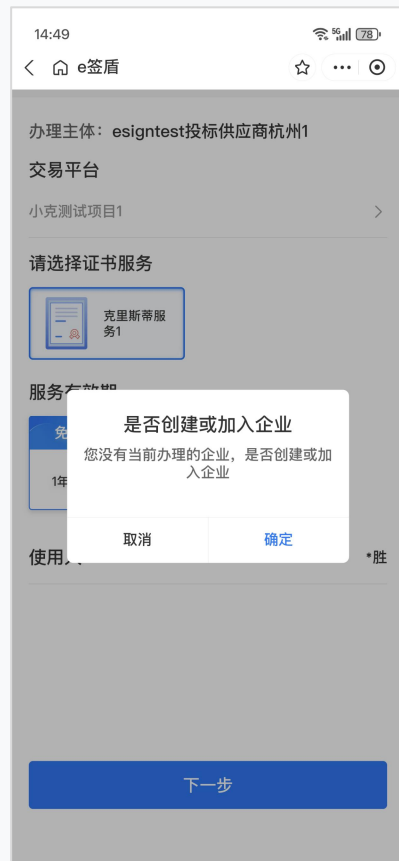 14:49
5G 78
e签盾
办理主体：esigntest投标供应商杭州1
交易平台
小克测试项目1
请选择证书服务
克里斯蒂服
务1
服务有效期
免
1年
是否创建或加入企业
您没有当前办理的企业，是否创建或加
入企业
取消
确定
使用人
*胜
下一步